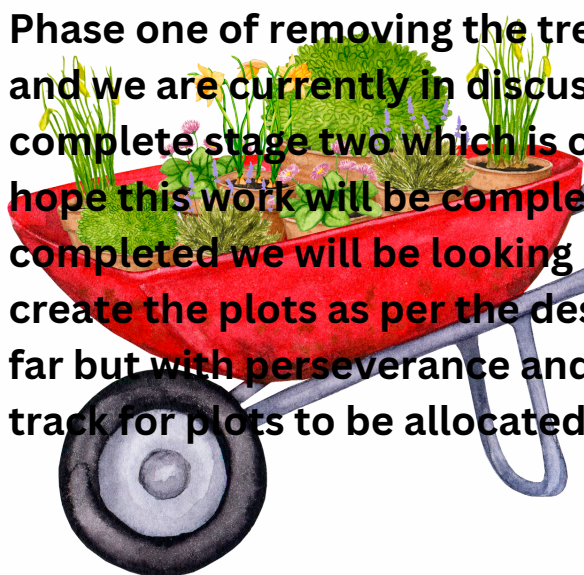 Phase one of removing the tre
and we are currently in discus
complete stage two which is c
hope this work will be comple
completed we will be looking
create the plots as per the des
far but with perseverance and
track for plots to be allocated